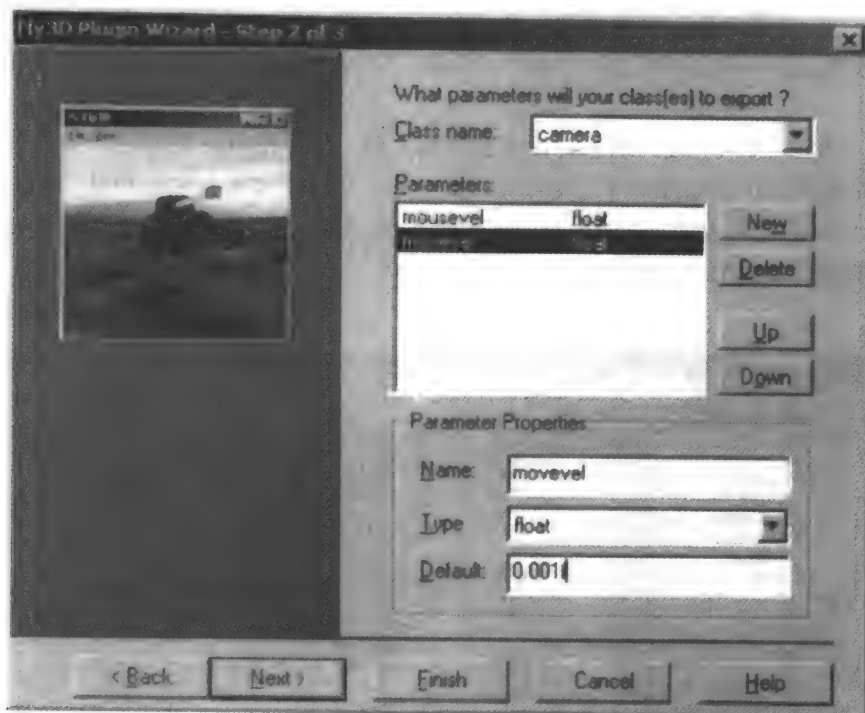 Fly3D Plugin Wizard - Step 2 of 3
What parameters will your class(es) to export ?
Class name: camera
Parameters:
mousevel float
New
Delete
Up
Down
Parameter Properties
Name: movevel
Type float
Default: 0.001
< Back Next > Finish Cancel Help